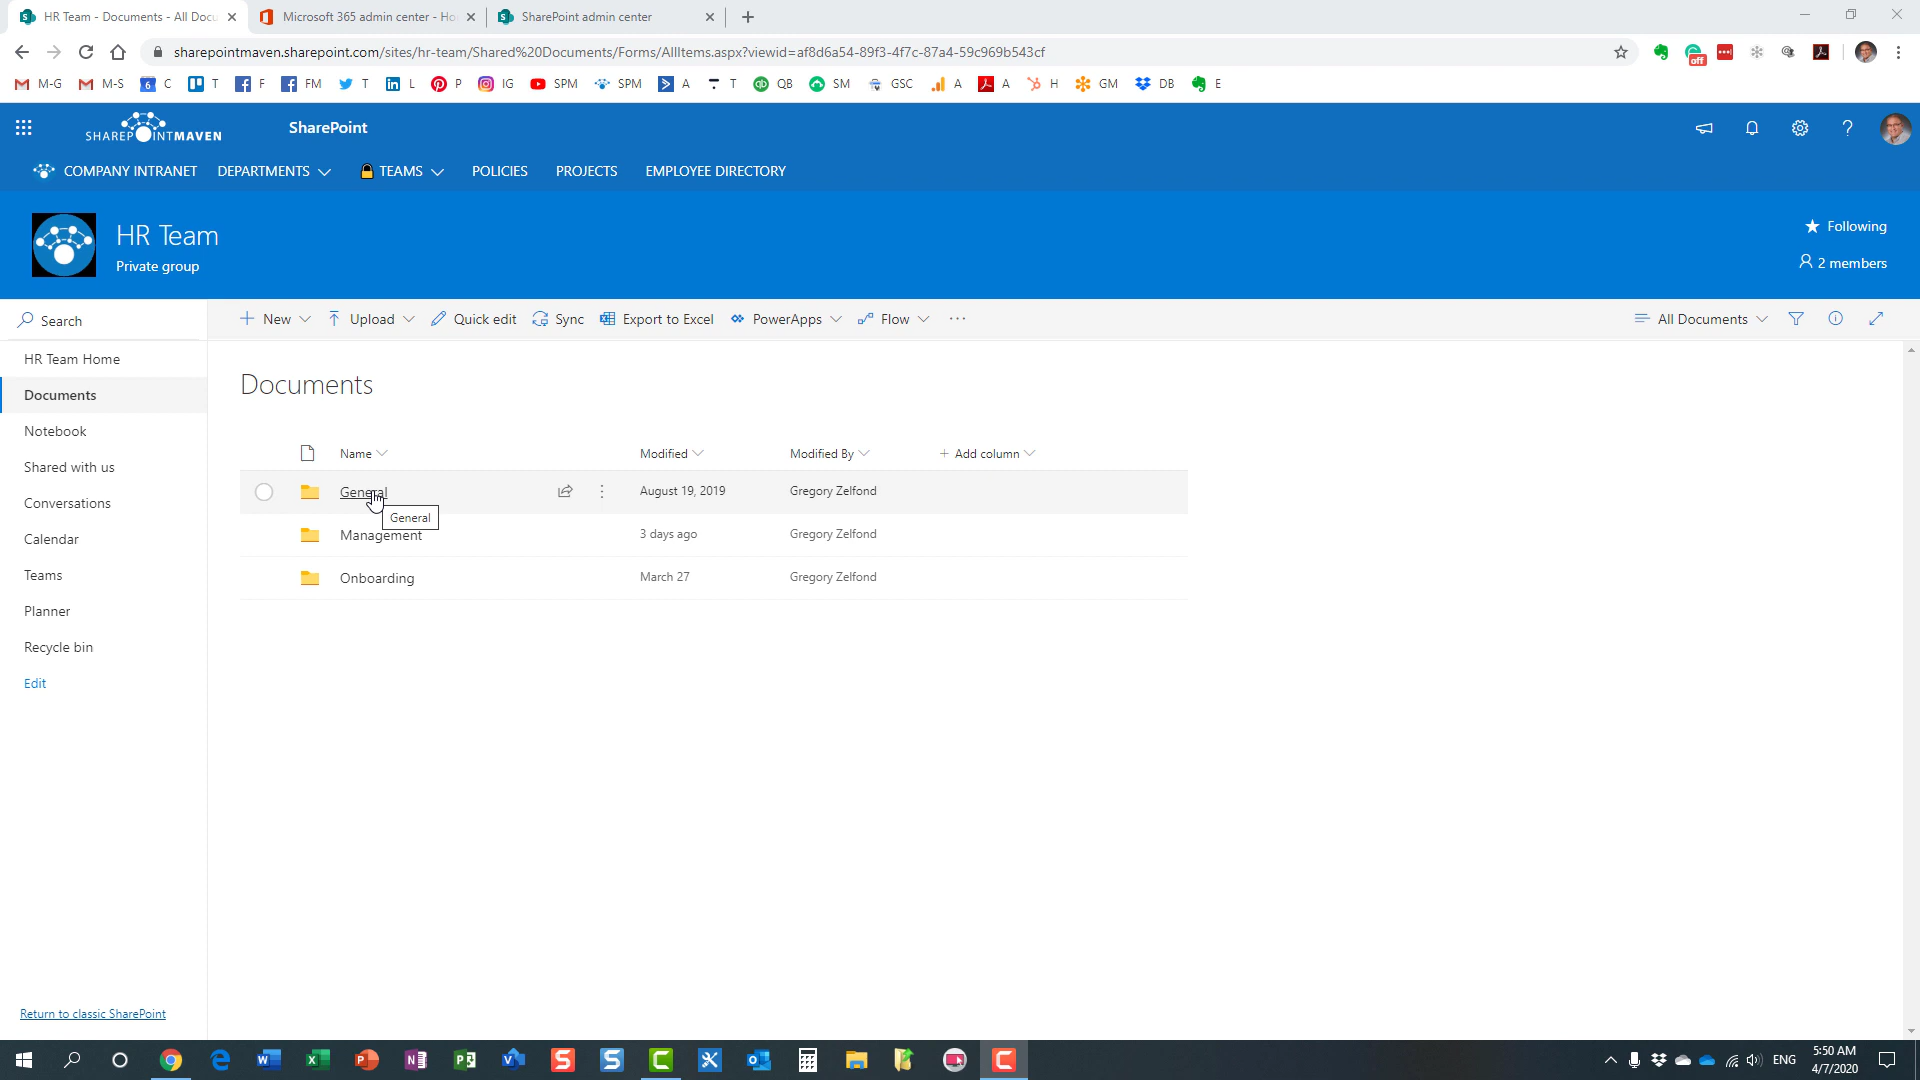 HR Team - Documents - All Docu
Microsoft 365 admin center - Ho
SharePoint admin center
sharepointmaven.sharepoint.com/sites/hr-team/Shared%20Documents/Forms/AllItems.aspx?viewid=af8d6a54-89f3-4f7c-87a4-59c969b543cf
off
M-G M-S 6 C T F FM T L P IG SPM SPM A T QB SM GSC A A H GM DB E
SHAREPOINTMAVEN SharePoint
COMPANY INTRANET DEPARTMENTS TEAMS POLICIES PROJECTS EMPLOYEE DIRECTORY
HR Team
Private group
Following
2 members
Search
New Upload Quick edit Sync Export to Excel PowerApps Flow ... All Documents
HR Team Home
Documents
Notebook
Shared with us
Conversations
Calendar
Teams
Planner
Recycle bin
Edit
Return to classic SharePoint
Documents
Name Modified Modified By + Add column
General August 19, 2019 Gregory Zelfond
General
Management 3 days ago Gregory Zelfond
Onboarding March 27 Gregory Zelfond
ENG
5:50 AM
4/7/2020